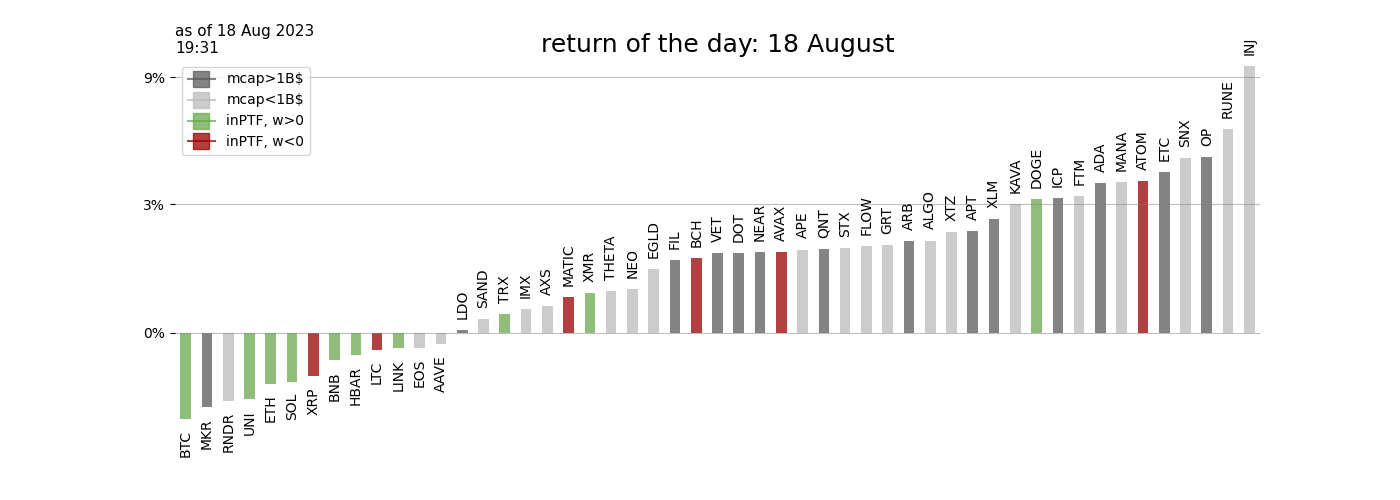 as of 18 Aug 2023
19:31
return of the day: 18 August
mcap>1B$
mcap<1B$
inPTF, w>0
inPTF, w<0
9%
3%
0%
BTC
MKR
RNDR
UNI
ETH
SOL
XRP
BNB
HBAR
LTC
LINK
EOS
AAVE
LDO
SAND
TRX
IMX
AXS
MATIC
XMR
THETA
NEO
EGLD
FIL
BCH
VET
DOT
NEAR
AVAX
APE
QNT
STX
FLOW
GRT
ARB
ALGO
XTZ
APT
XLM
KAVA
DOGE
ICP
FTM
ADA
MANA
ATOM
ETC
SNX
OP
RUNE
INJ